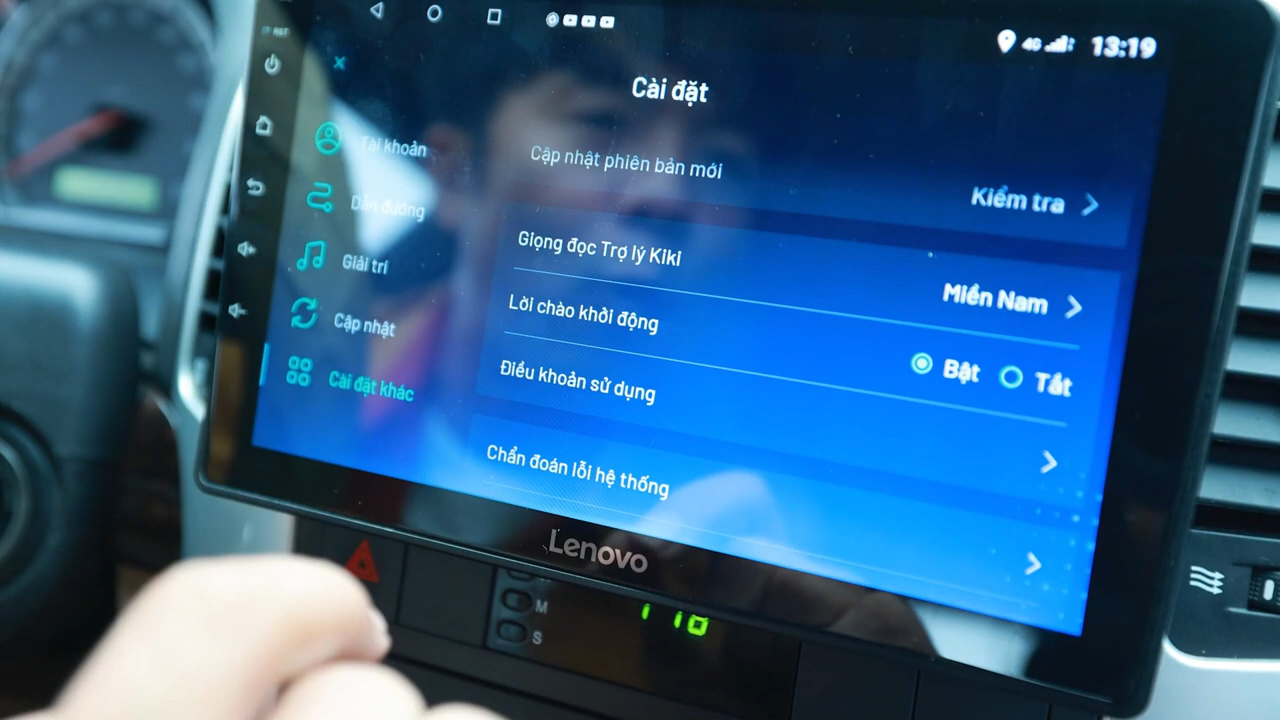 RST
4G
13:19
Cài đặt
Tài khoản
Dẫn đường
Giải trí
Cập nhật
Cài đặt khác
Cập nhật phiên bản mới
Kiểm tra
Giọng đọc Trợ lý Kiki
Miền Nam
Lời chào khởi động
Bật
Tắt
Điều khoản sử dụng
Chẩn đoán lỗi hệ thống
Lenovo
M
S